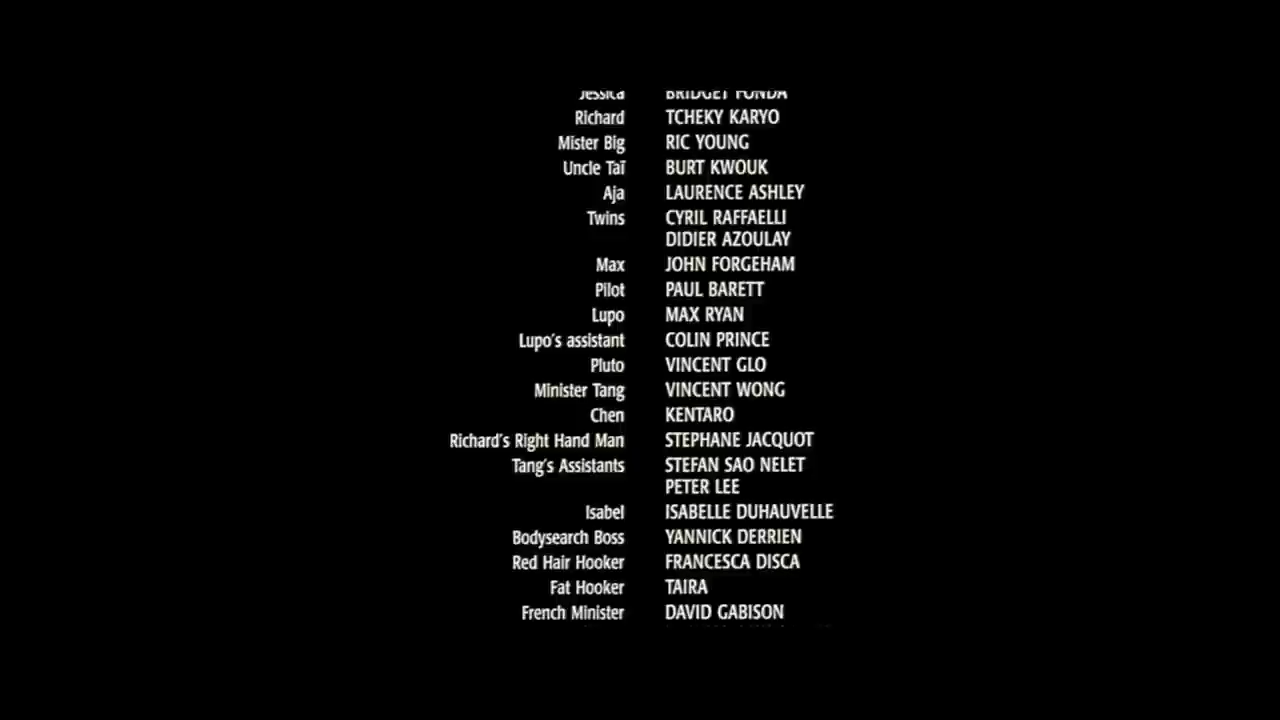 Jessica BRIDGET FONDA
Richard TCHEKY KARYO
Mister Big RIC YOUNG
Uncle Taï BURT KWOUK
Aja LAURENCE ASHLEY
Twins CYRIL RAFFAELLI
DIDIER AZOULAY
Max JOHN FORGEHAM
Pilot PAUL BARETT
Lupo MAX RYAN
Lupo's assistant COLIN PRINCE
Pluto VINCENT GLO
Minister Tang VINCENT WONG
Chen KENTARO
Richard's Right Hand Man STEPHANE JACQUOT
Tang's Assistants STEFAN SAO NELET
PETER LEE
Isabel ISABELLE DUHAUVELLE
Bodysearch Boss YANNICK DERRIEN
Red Hair Hooker FRANCESCA DISCA
Fat Hooker TAIRA
French Minister DAVID GABISON